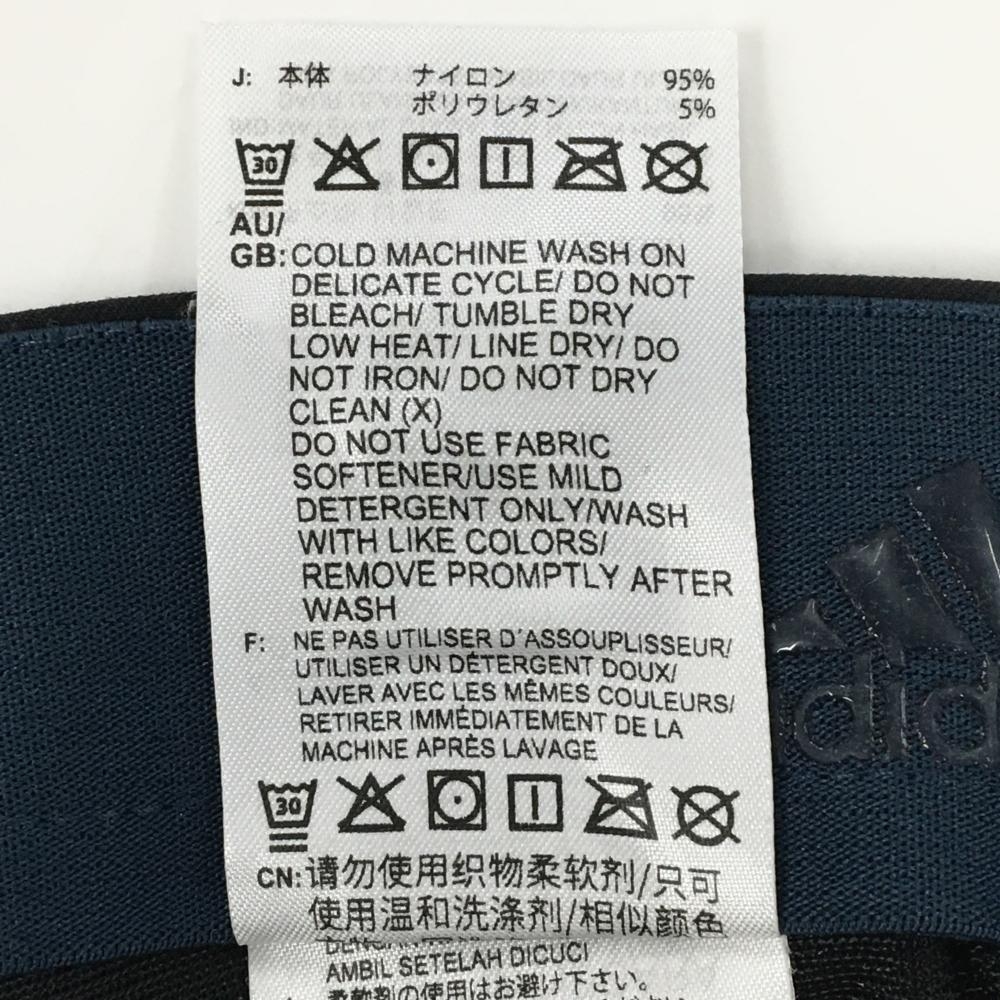 J: 本体 ナイロン 95%
ポリウレタン 5%
30 30
AU/
GB: COLD MACHINE WASH ON
DELICATE CYCLE/ DO NOT
BLEACH/ TUMBLE DRY
LOW HEAT/ LINE DRY/ DO
NOT IRON/ DO NOT DRY
CLEAN (X)
DO NOT USE FABRIC
SOFTENER/USE MILD
DETERGENT ONLY/WASH
WITH LIKE COLORS/
REMOVE PROMPTLY AFTER
WASH
F: NE PAS UTILISER D'ASSOUPLISSEUR/
UTILISER UN DÉTERGENT DOUX/
LAVER AVEC LES MÊMES COULEURS/
RETIRER IMMÉDIATEMENT DE LA
MACHINE APRÈS LAVAGE
30
CN: 请勿使用织物柔软剂/只可
使用温和洗涤剂/相似颜色
AMBIL SETELAH DICUCI
柔軟剤の使用はお避け下さい。